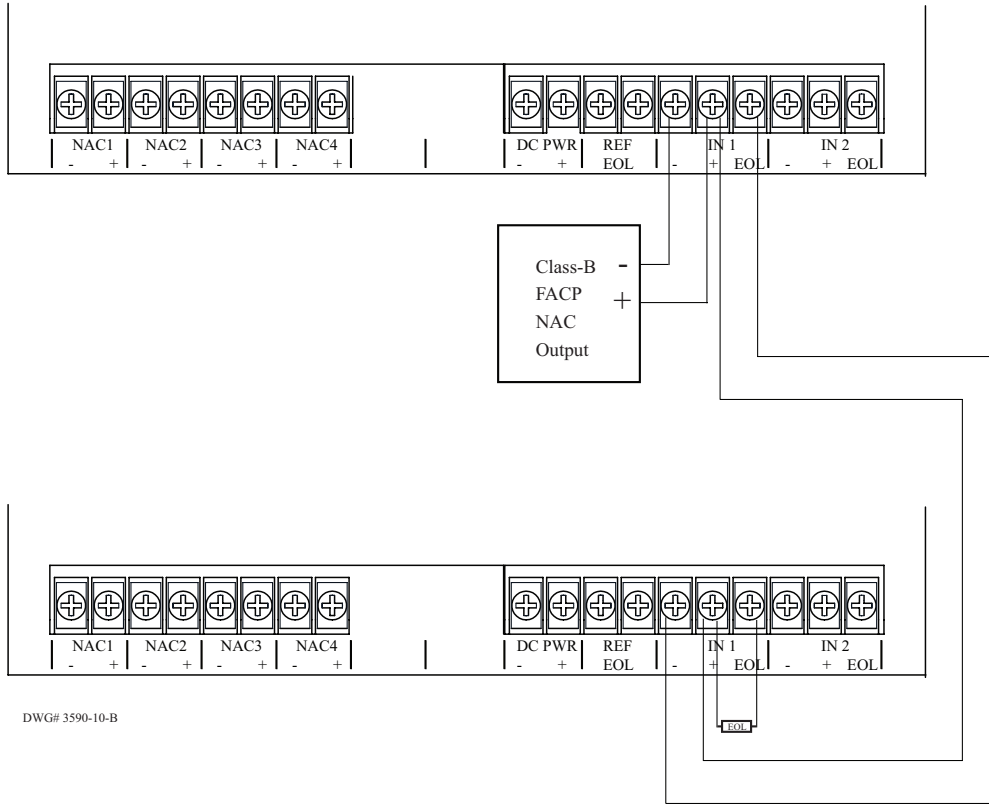 NAC1 NAC2 NAC3 NAC4 DC PWR REF IN 1 IN 2
- + - + - + - + - + EOL - + EOL - + EOL
Class-B -
FACP +
NAC
Output
NAC1 NAC2 NAC3 NAC4 DC PWR REF IN 1 IN 2
- + - + - + - + - + EOL - + EOL - + EOL
DWG# 3590-10-B
EOL